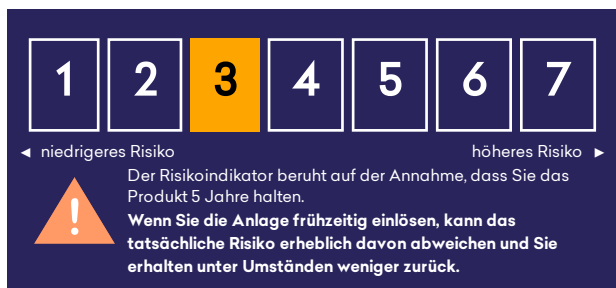 1 2 3 4 5 6 7
◄ niedrigeres Risiko höheres Risiko ►
Der Risikoindikator beruht auf der Annahme, dass Sie das
Produkt 5 Jahre halten.
Wenn Sie die Anlage frühzeitig einlösen, kann das
tatsächliche Risiko erheblich davon abweichen und Sie
erhalten unter Umständen weniger zurück.